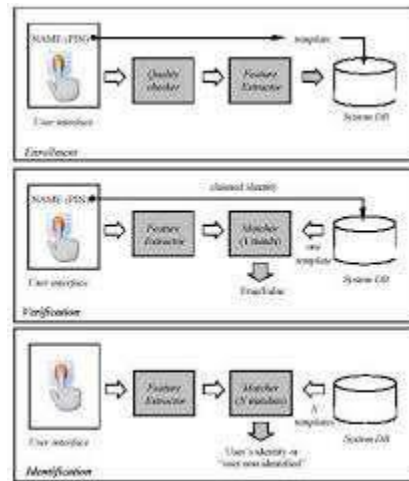 NAME (PIN)
template
Quality
checker
Feature
Extractor
User interface
System DB
Enrollment
claimed identity
NAME (PIN)
Feature
Extractor
Matcher
(1 match)
one
template
User interface
System DB
True/False
Verification
Feature
Extractor
Matcher
(N matches)
N
templates
User interface
System DB
User's identity or
"user not identified"
Identification